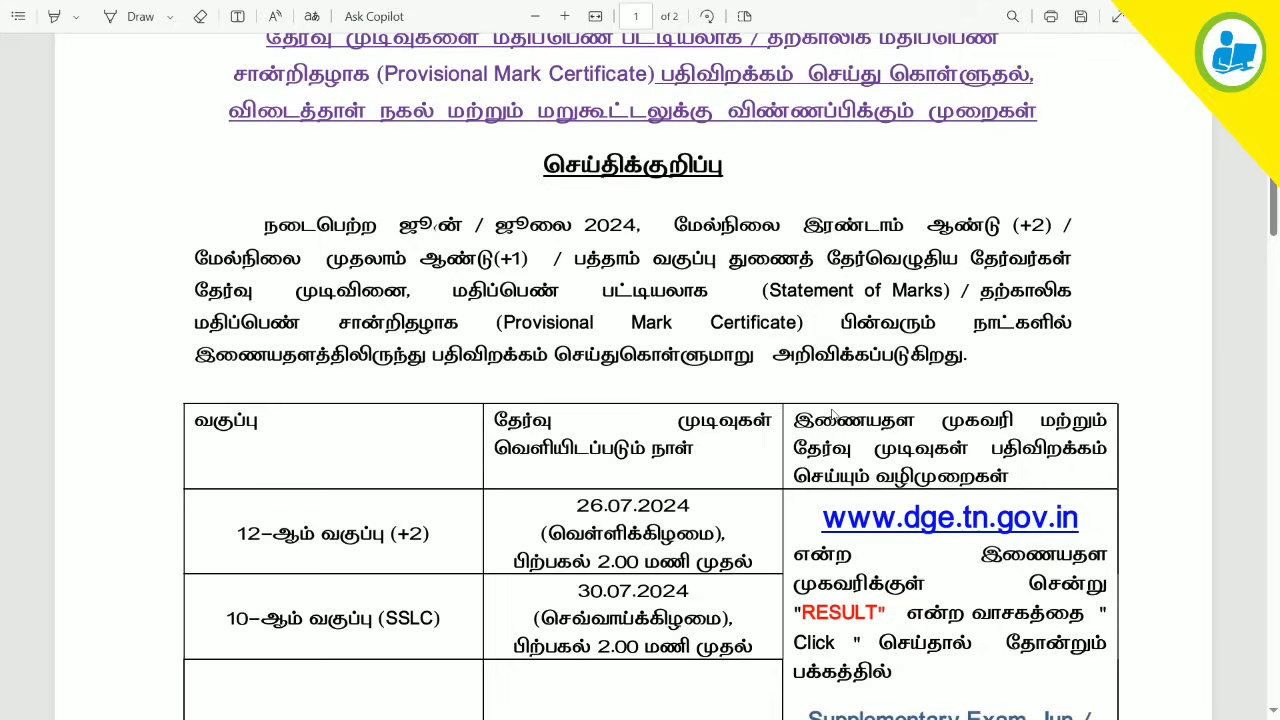 Draw
Ask Copilot
1 of 2
தேர்வு முடிவுகளை மதிப்பெண் பட்டியலாக / தற்காலிக மதிப்பெண்
சான்றிதழாக (Provisional Mark Certificate) பதிவிறக்கம் செய்து கொள்ளுதல்,
விடைத்தாள் நகல் மற்றும் மறுகூட்டலுக்கு விண்ணப்பிக்கும் முறைகள்
செய்திக்குறிப்பு
நடைபெற்ற ஜூன் / ஜூலை 2024, மேல்நிலை இரண்டாம் ஆண்டு (+2) /
மேல்நிலை முதலாம் ஆண்டு(+1) / பத்தாம் வகுப்பு துணைத் தேர்வெழுதிய தேர்வர்கள்
தேர்வு முடிவினை, மதிப்பெண் பட்டியலாக (Statement of Marks) / தற்காலிக
மதிப்பெண் சான்றிதழாக (Provisional Mark Certificate) பின்வரும் நாட்களில்
இணையதளத்திலிருந்து பதிவிறக்கம் செய்துகொள்ளுமாறு அறிவிக்கப்படுகிறது.
வகுப்பு
தேர்வு முடிவுகள்
வெளியிடப்படும் நாள்
இணையதள முகவரி மற்றும்
தேர்வு முடிவுகள் பதிவிறக்கம்
செய்யும் வழிமுறைகள்
12-ஆம் வகுப்பு (+2)
26.07.2024
(வெள்ளிக்கிழமை),
பிற்பகல் 2.00 மணி முதல்
10-ஆம் வகுப்பு (SSLC)
30.07.2024
(செவ்வாய்க்கிழமை),
பிற்பகல் 2.00 மணி முதல்
www.dge.tn.gov.in
என்ற இணையதள
முகவரிக்குள் சென்று
"RESULT" என்ற வாசகத்தை "
Click " செய்தால் தோன்றும்
பக்கத்தில்
Supplementary Exam, Jun /